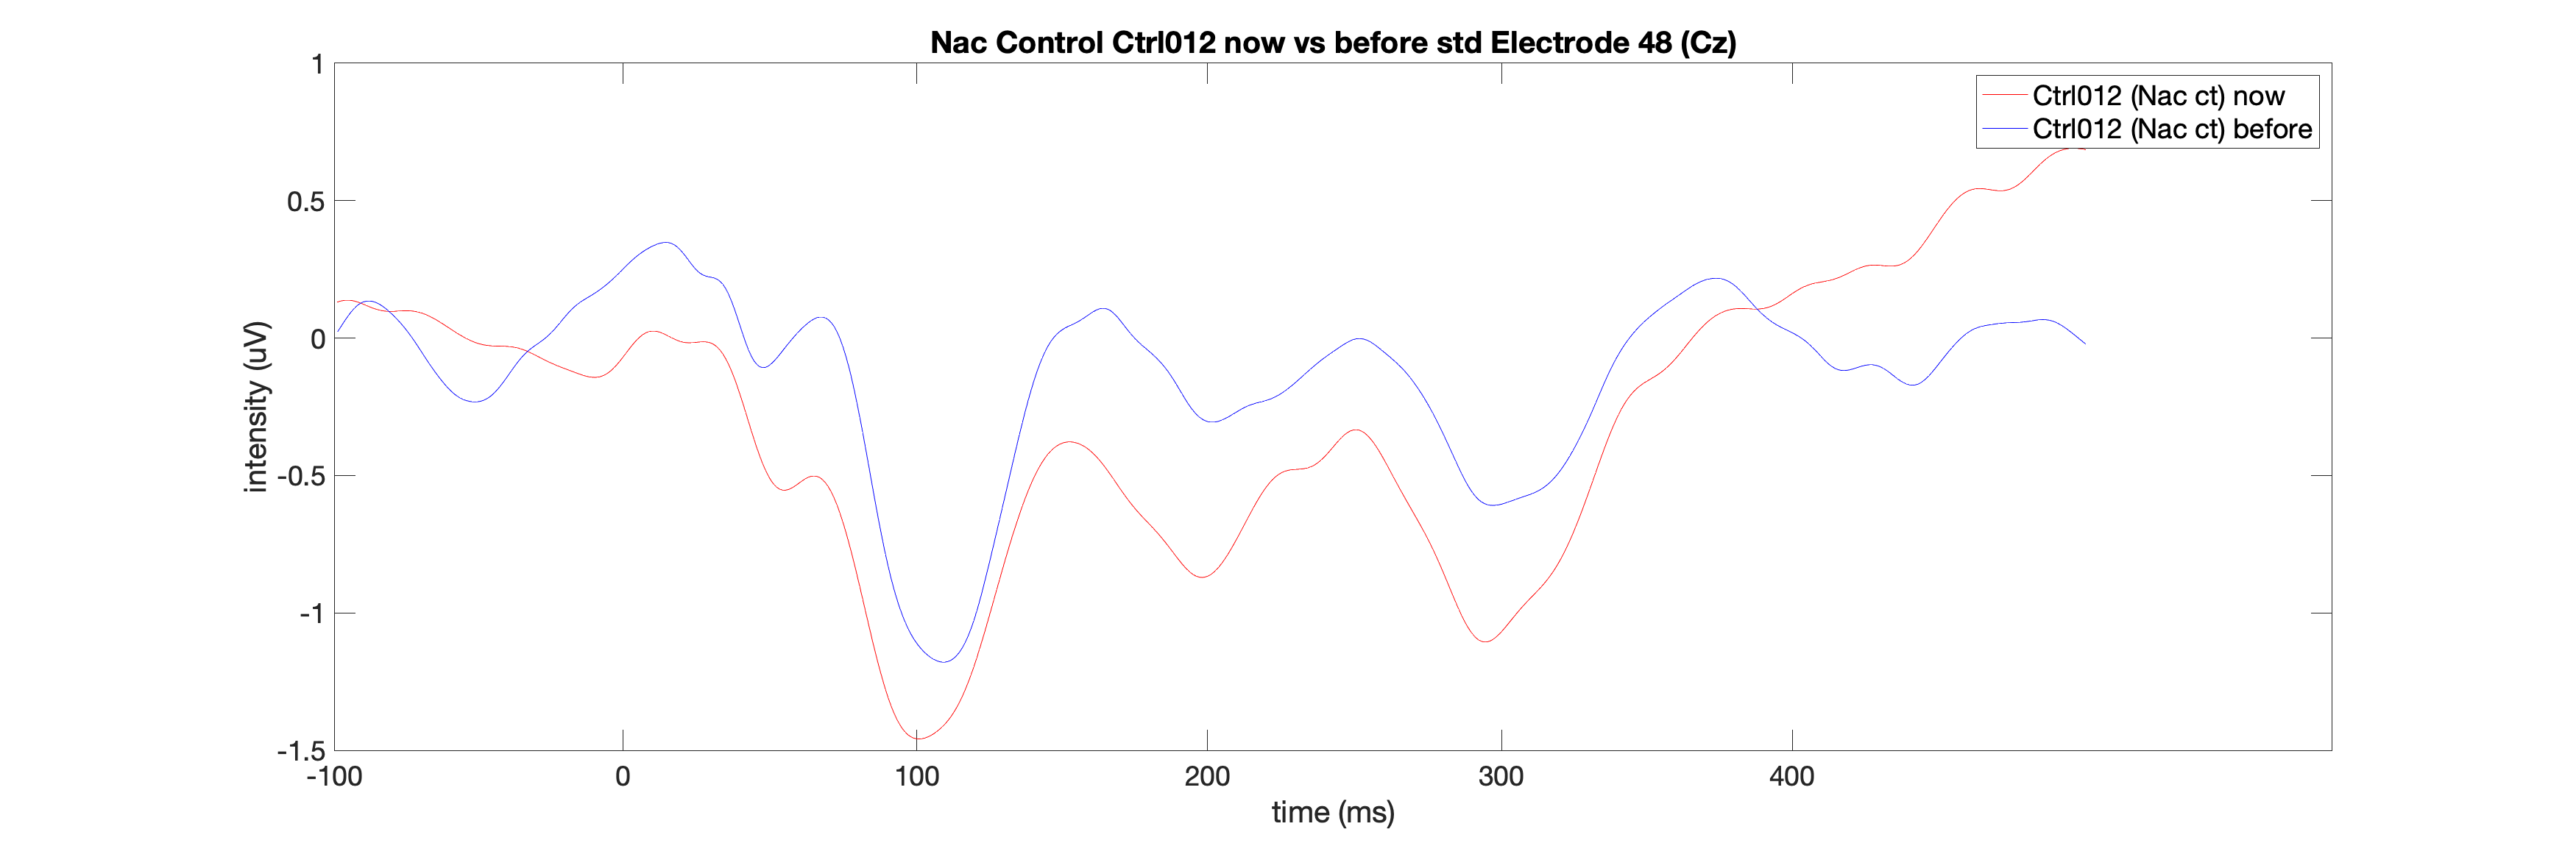 Nac Control Ctrl012 now vs before std Electrode 48 (Cz)
1
0.5
0
-0.5
-1
-1.5
intensity (uV)
Ctrl012 (Nac ct) now
Ctrl012 (Nac ct) before
-100 0 100 200 300 400
time (ms)